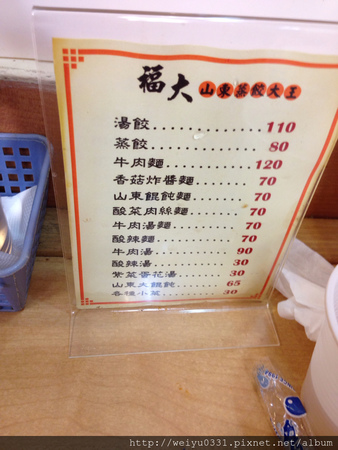 福大 山東蒸餃大王
湯餃.............110
蒸餃.............80
牛肉麵...........120
香菇炸醬麵.......70
山東餛飩麵.......70
酸菜肉絲麵.......70
牛肉湯麵.........70
酸辣麵...........70
牛肉湯...........90
酸辣湯...........30
紫菜蛋花湯.......30
山東大餛飩.......65
各種小菜.........30
http://weiyu0331.pixnet.net/album